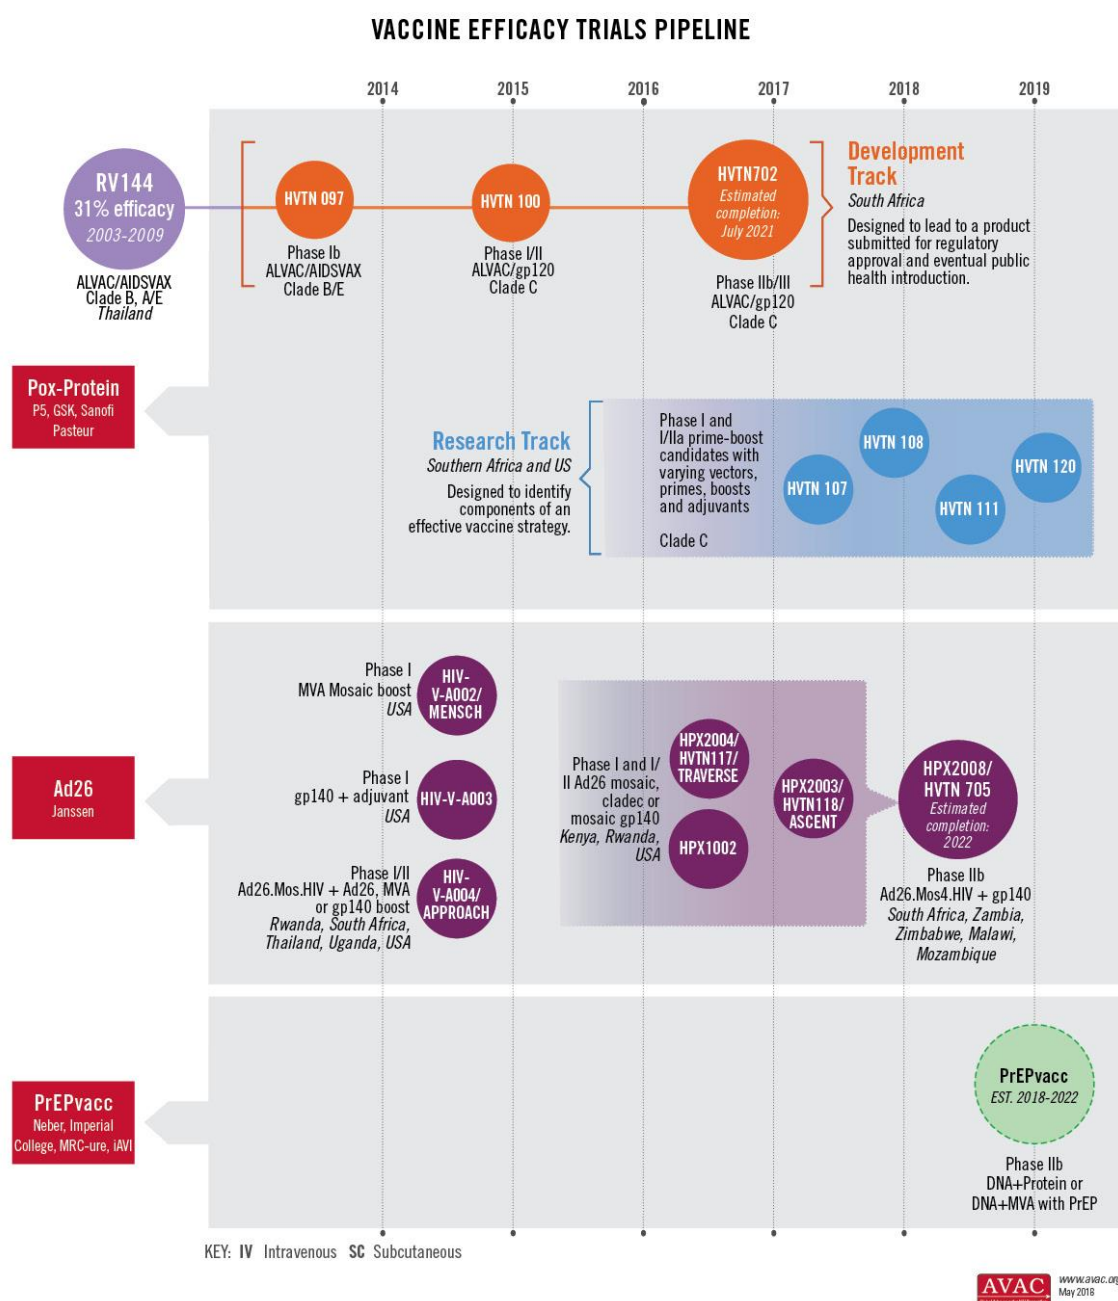 VACCINE EFFICACY TRIALS PIPELINE
2014
2015
2016
2017
2018
2019
RV144
31% efficacy
2003-2009
ALVAC/AIDSVAX
Clade B, A/E
Thailand
HVTN 097
Phase Ib
ALVAC/AIDSVAX
Clade B/E
HVTN 100
Phase I/II
ALVAC/gp120
Clade C
HVTN702
Estimated
completion:
July 2021
Phase IIb/III
ALVAC/gp120
Clade C
Development
Track
South Africa
Designed to lead to a product
submitted for regulatory
approval and eventual public
health introduction.
Pox-Protein
P5, GSK, Sanofi
Pasteur
Research Track
Southern Africa and US
Designed to identify
components of an
effective vaccine strategy.
Phase I and
I/IIa prime-boost
candidates with
varying vectors,
primes, boosts
and adjuvants
Clade C
HVTN 107
HVTN 108
HVTN 111
HVTN 120
Ad26
Janssen
Phase I
MVA Mosaic boost
USA
HIV-
V-A002/
MENSCH
Phase I
gp140 + adjuvant
USA
HIV-V-A003
Phase I/II
Ad26.Mos.HIV + Ad26, MVA
or gp140 boost
Rwanda, South Africa,
Thailand, Uganda, USA
HIV-
V-A004/
APPROACH
Phase I and I/
II Ad26 mosaic,
cladec or
mosaic gp140
Kenya, Rwanda,
USA
HPX2004/
HVTN117/
TRAVERSE
HPX1002
HPX2003/
HVTN118/
ASCENT
HPX2008/
HVTN 705
Estimated
completion:
2022
Phase IIb
Ad26.Mos4.HIV + gp140
South Africa, Zambia,
Zimbabwe, Malawi,
Mozambique
PrEPvacc
Neber, Imperial
College, MRC-ure, iAVI
PrEPvacc
EST. 2018-2022
Phase IIb
DNA+Protein or
DNA+MVA with PrEP
KEY: IV Intravenous SC Subcutaneous
AVAC
www.avac.org
May 2018